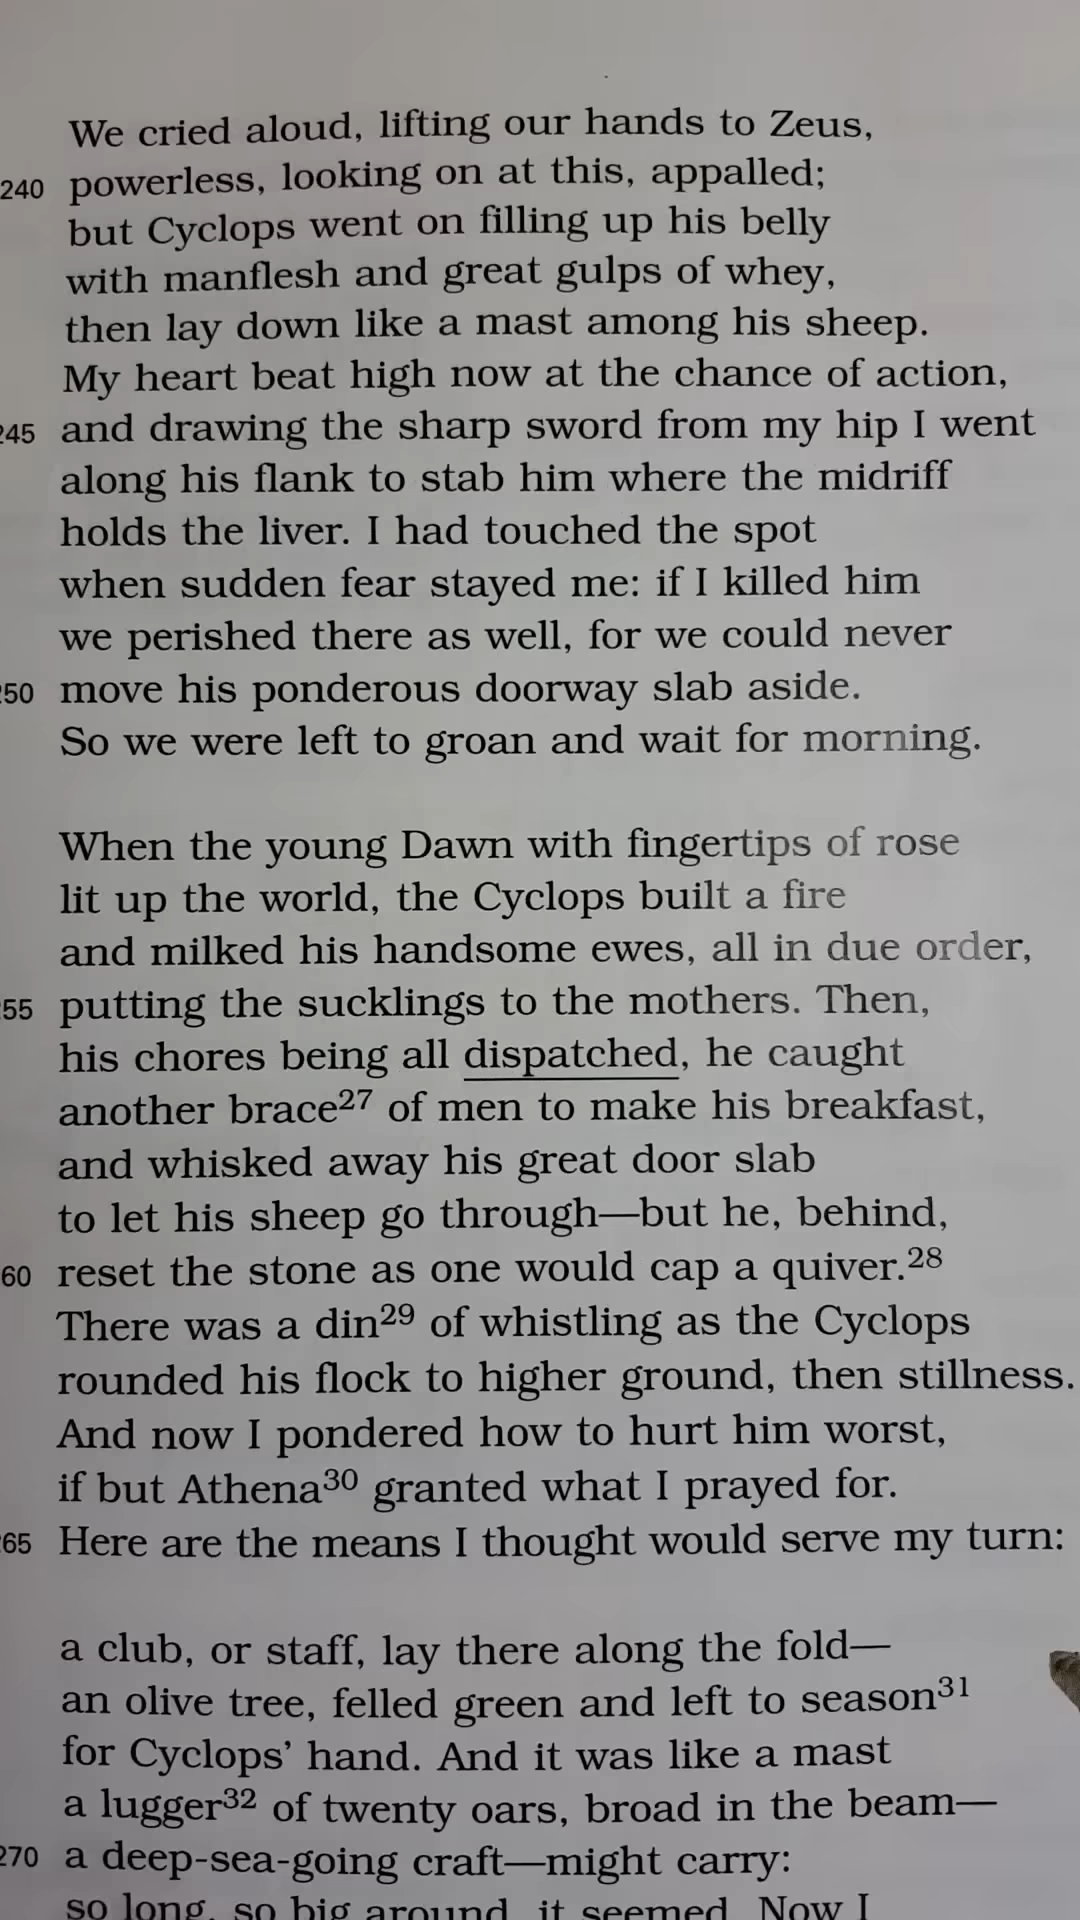 We cried aloud, lifting our hands to Zeus,
240 powerless, looking on at this, appalled;
but Cyclops went on filling up his belly
with manflesh and great gulps of whey,
then lay down like a mast among his sheep.
My heart beat high now at the chance of action,
245 and drawing the sharp sword from my hip I went
along his flank to stab him where the midriff
holds the liver. I had touched the spot
when sudden fear stayed me: if I killed him
we perished there as well, for we could never
250 move his ponderous doorway slab aside.
So we were left to groan and wait for morning.
When the young Dawn with fingertips of rose
lit up the world, the Cyclops built a fire
and milked his handsome ewes, all in due order,
55 putting the sucklings to the mothers. Then,
his chores being all dispatched, he caught
another brace27 of men to make his breakfast,
and whisked away his great door slab
to let his sheep go through—but he, behind,
60 reset the stone as one would cap a quiver.28
There was a din29 of whistling as the Cyclops
rounded his flock to higher ground, then stillness.
And now I pondered how to hurt him worst,
if but Athena30 granted what I prayed for.
65 Here are the means I thought would serve my turn:
a club, or staff, lay there along the fold—
an olive tree, felled green and left to season31
for Cyclops’ hand. And it was like a mast
a lugger32 of twenty oars, broad in the beam—
270 a deep-sea-going craft—might carry:
so long, so big around, it seemed. Now I